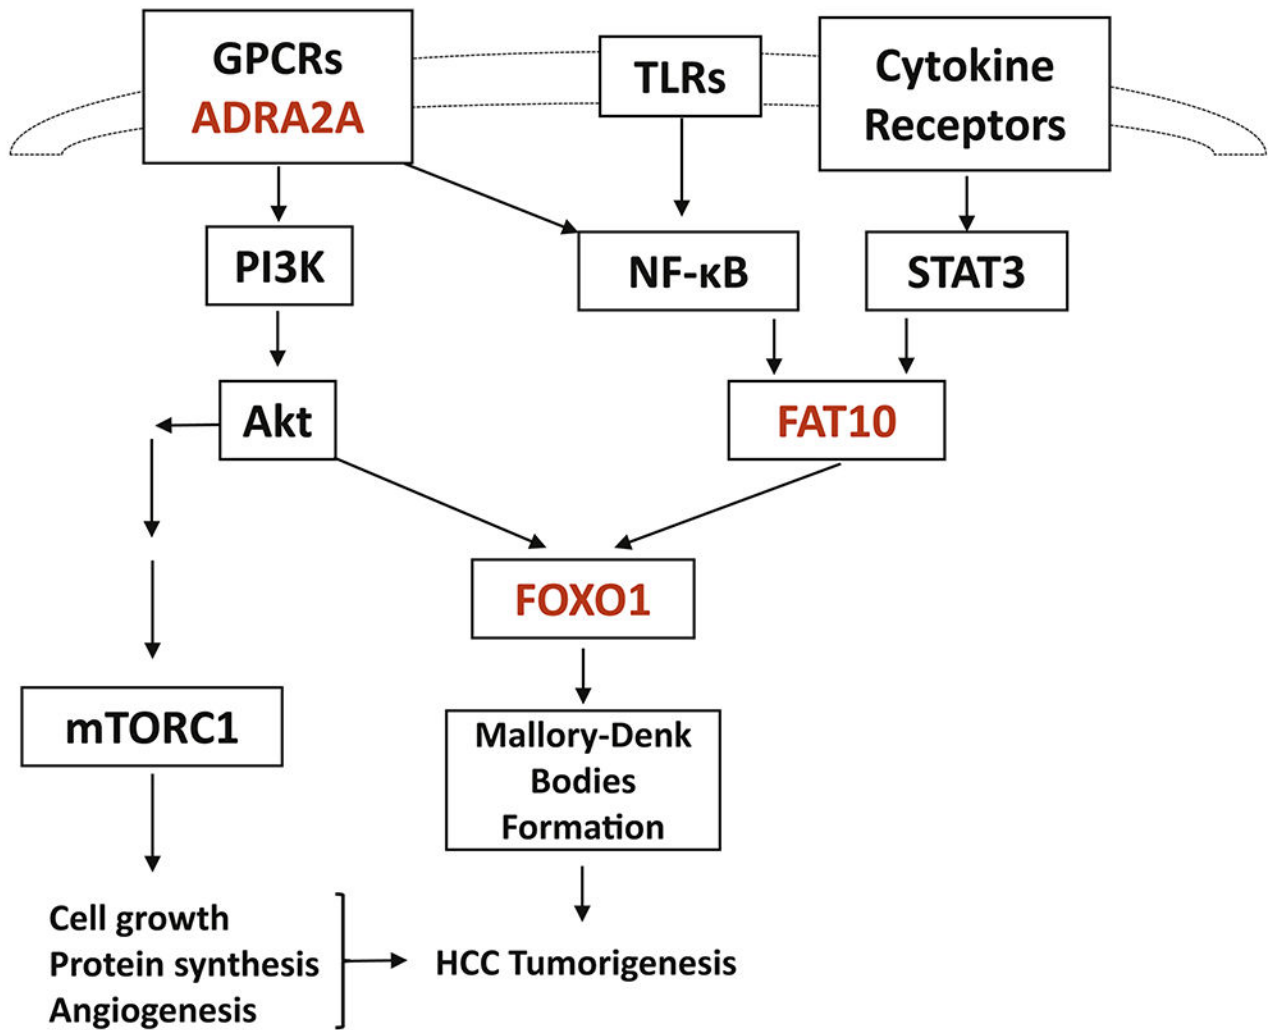 GPCRs
ADRA2A
TLRs
Cytokine
Receptors
PI3K
NF-κB
STAT3
Akt
FAT10
FOXO1
mTORC1
Mallory-Denk
Bodies
Formation
Cell growth
Protein synthesis
Angiogenesis
HCC Tumorigenesis